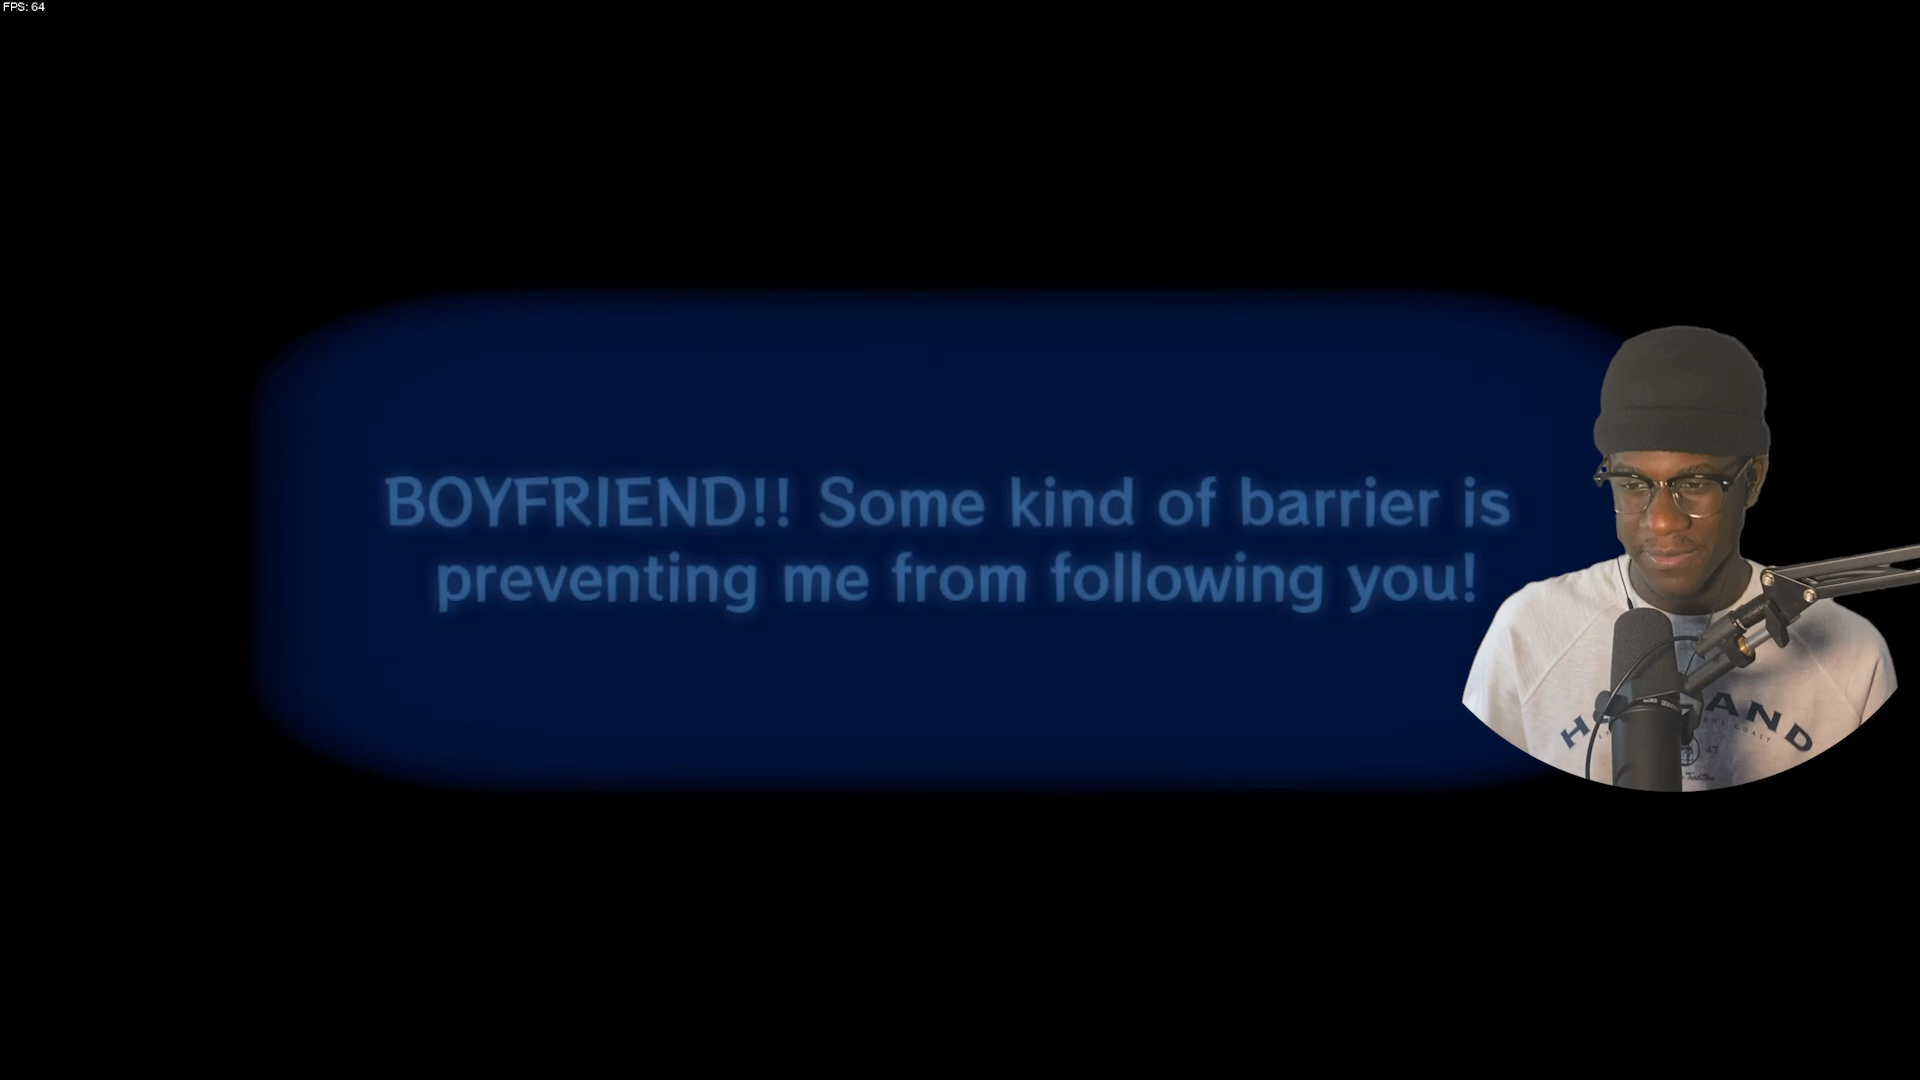 FPS: 64
BOYFRIEND!! Some kind of barrier is
preventing me from following you!